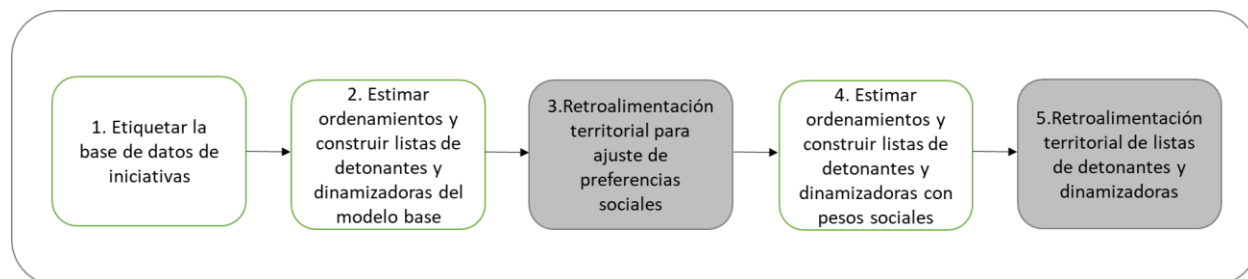 1. Etiquetar la
base de datos de
iniciativas
2. Estimar
ordenamientos y
construir listas de
detonantes y
dinamizadoras del
modelo base
3.Retroalimentación
territorial para
ajuste de
preferencias
sociales
4. Estimar
ordenamientos y
construir listas de
detonantes y
dinamizadoras con
pesos sociales
5.Retroalimentación
territorial de listas
de detonantes y
dinamizadoras